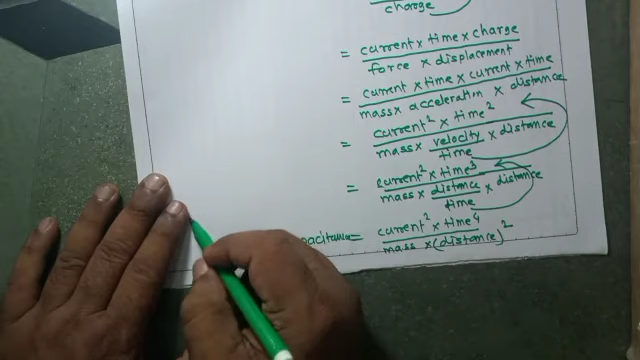 charge
= current x time x charge
force x displacement
= current x time x current x time
mass x acceleration x distance
= current² x time²
mass x velocity x distance
time
= current² x time³
mass x distance x distance
time
= current² x time⁴
mass x (distance)²